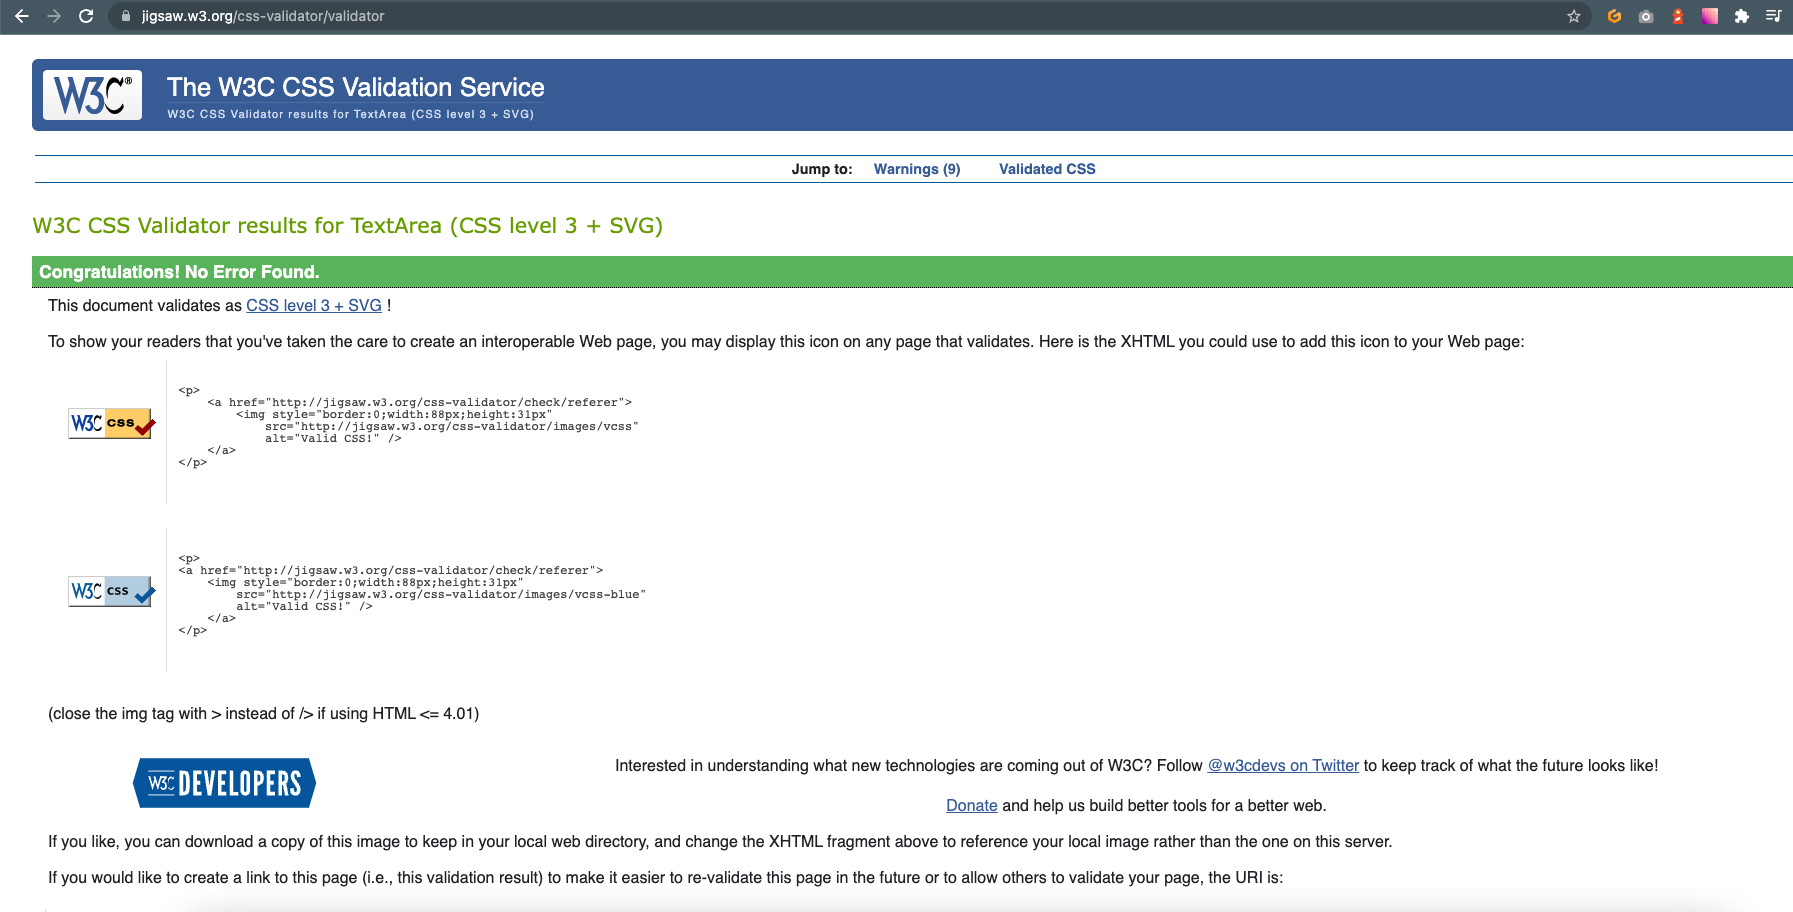 jigsaw.w3.org/css-validator/validator
W3C®
The W3C CSS Validation Service
W3C CSS Validator results for TextArea (CSS level 3 + SVG)
Jump to: Warnings (9) Validated CSS
W3C CSS Validator results for TextArea (CSS level 3 + SVG)
Congratulations! No Error Found.
This document validates as CSS level 3 + SVG !
To show your readers that you've taken the care to create an interoperable Web page, you may display this icon on any page that validates. Here is the XHTML you could use to add this icon to your Web page:
W3C css
<p>
<a href="http://jigsaw.w3.org/css-validator/check/referer">
<img style="border:0;width:88px;height:31px"
src="http://jigsaw.w3.org/css-validator/images/vcss"
alt="Valid CSS!" />
</a>
</p>
W3C css
<p>
<a href="http://jigsaw.w3.org/css-validator/check/referer">
<img style="border:0;width:88px;height:31px"
src="http://jigsaw.w3.org/css-validator/images/vcss-blue"
alt="Valid CSS!" />
</a>
</p>
(close the img tag with > instead of /> if using HTML <= 4.01)
W3C DEVELOPERS
Interested in understanding what new technologies are coming out of W3C? Follow @w3cdevs on Twitter to keep track of what the future looks like!
Donate and help us build better tools for a better web.
If you like, you can download a copy of this image to keep in your local web directory, and change the XHTML fragment above to reference your local image rather than the one on this server.
If you would like to create a link to this page (i.e., this validation result) to make it easier to re-validate this page in the future or to allow others to validate your page, the URI is: